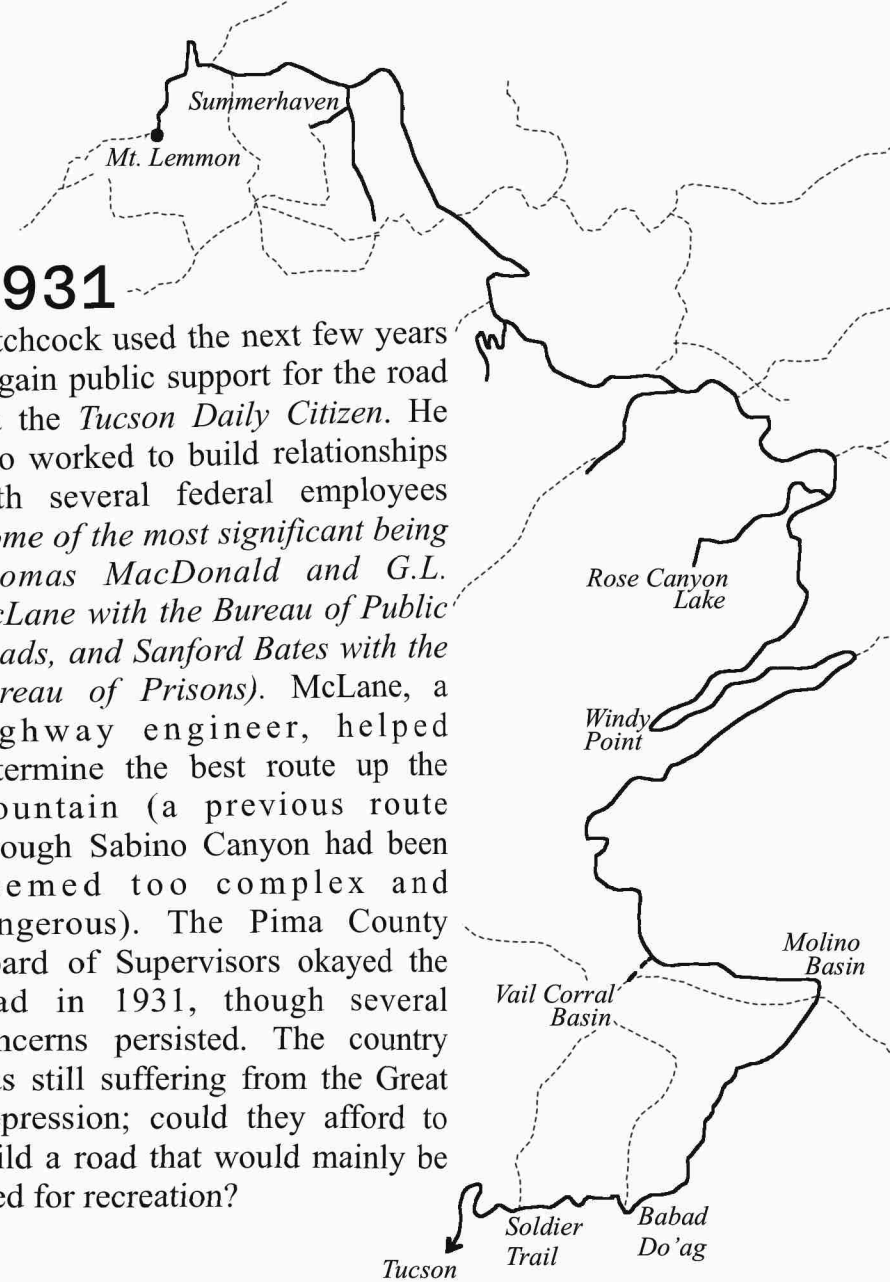 Summerhaven
Mt. Lemmon
931
tchcock used the next few years
gain public support for the road
the Tucson Daily Citizen. He
o worked to build relationships
th several federal employees
ome of the most significant being
omas MacDonald and G.L.
cLane with the Bureau of Public
ads, and Sanford Bates with the
reau of Prisons). McLane, a
ghway engineer, helped
termine the best route up the
ountain (a previous route
ough Sabino Canyon had been
emed too complex and
ngerous). The Pima County
ard of Supervisors okayed the
ad in 1931, though several
ncerns persisted. The country
s still suffering from the Great
pression; could they afford to
ild a road that would mainly be
ed for recreation?
Rose Canyon
Lake
Windy
Point
Molino
Basin
Vail Corral
Basin
Babad
Do'ag
Soldier
Trail
Tucson